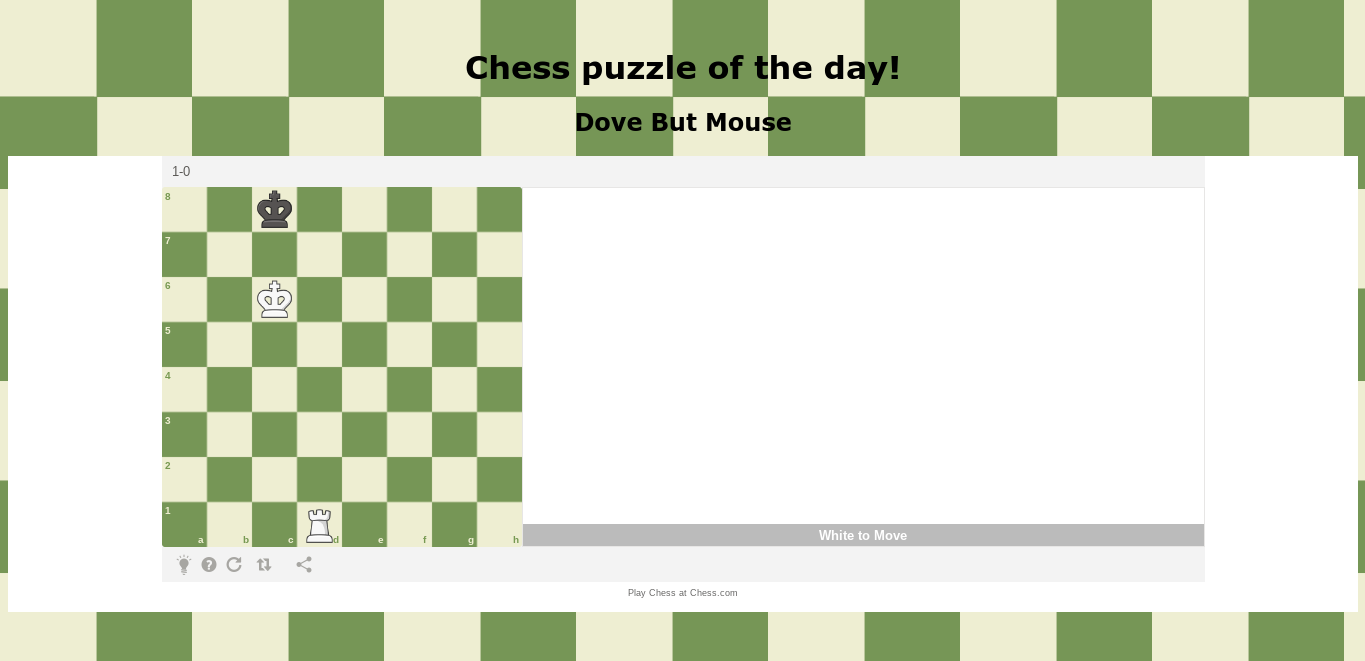 Chess puzzle of the day!
Dove But Mouse
1-0
8
7
6
5
4
3
2
1
a b c d e f g h
White to Move
?
Play Chess at Chess.com